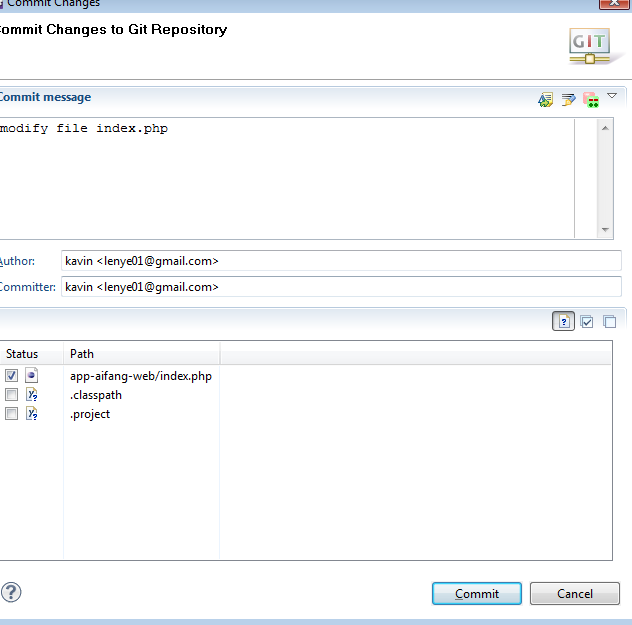 Commit Changes
Commit Changes to Git Repository
GIT
Commit message
modify file index.php
Author: kavin <lenye01@gmail.com>
Committer: kavin <lenye01@gmail.com>
Status Path
app-aifang-web/index.php
.classpath
.project
Commit Cancel